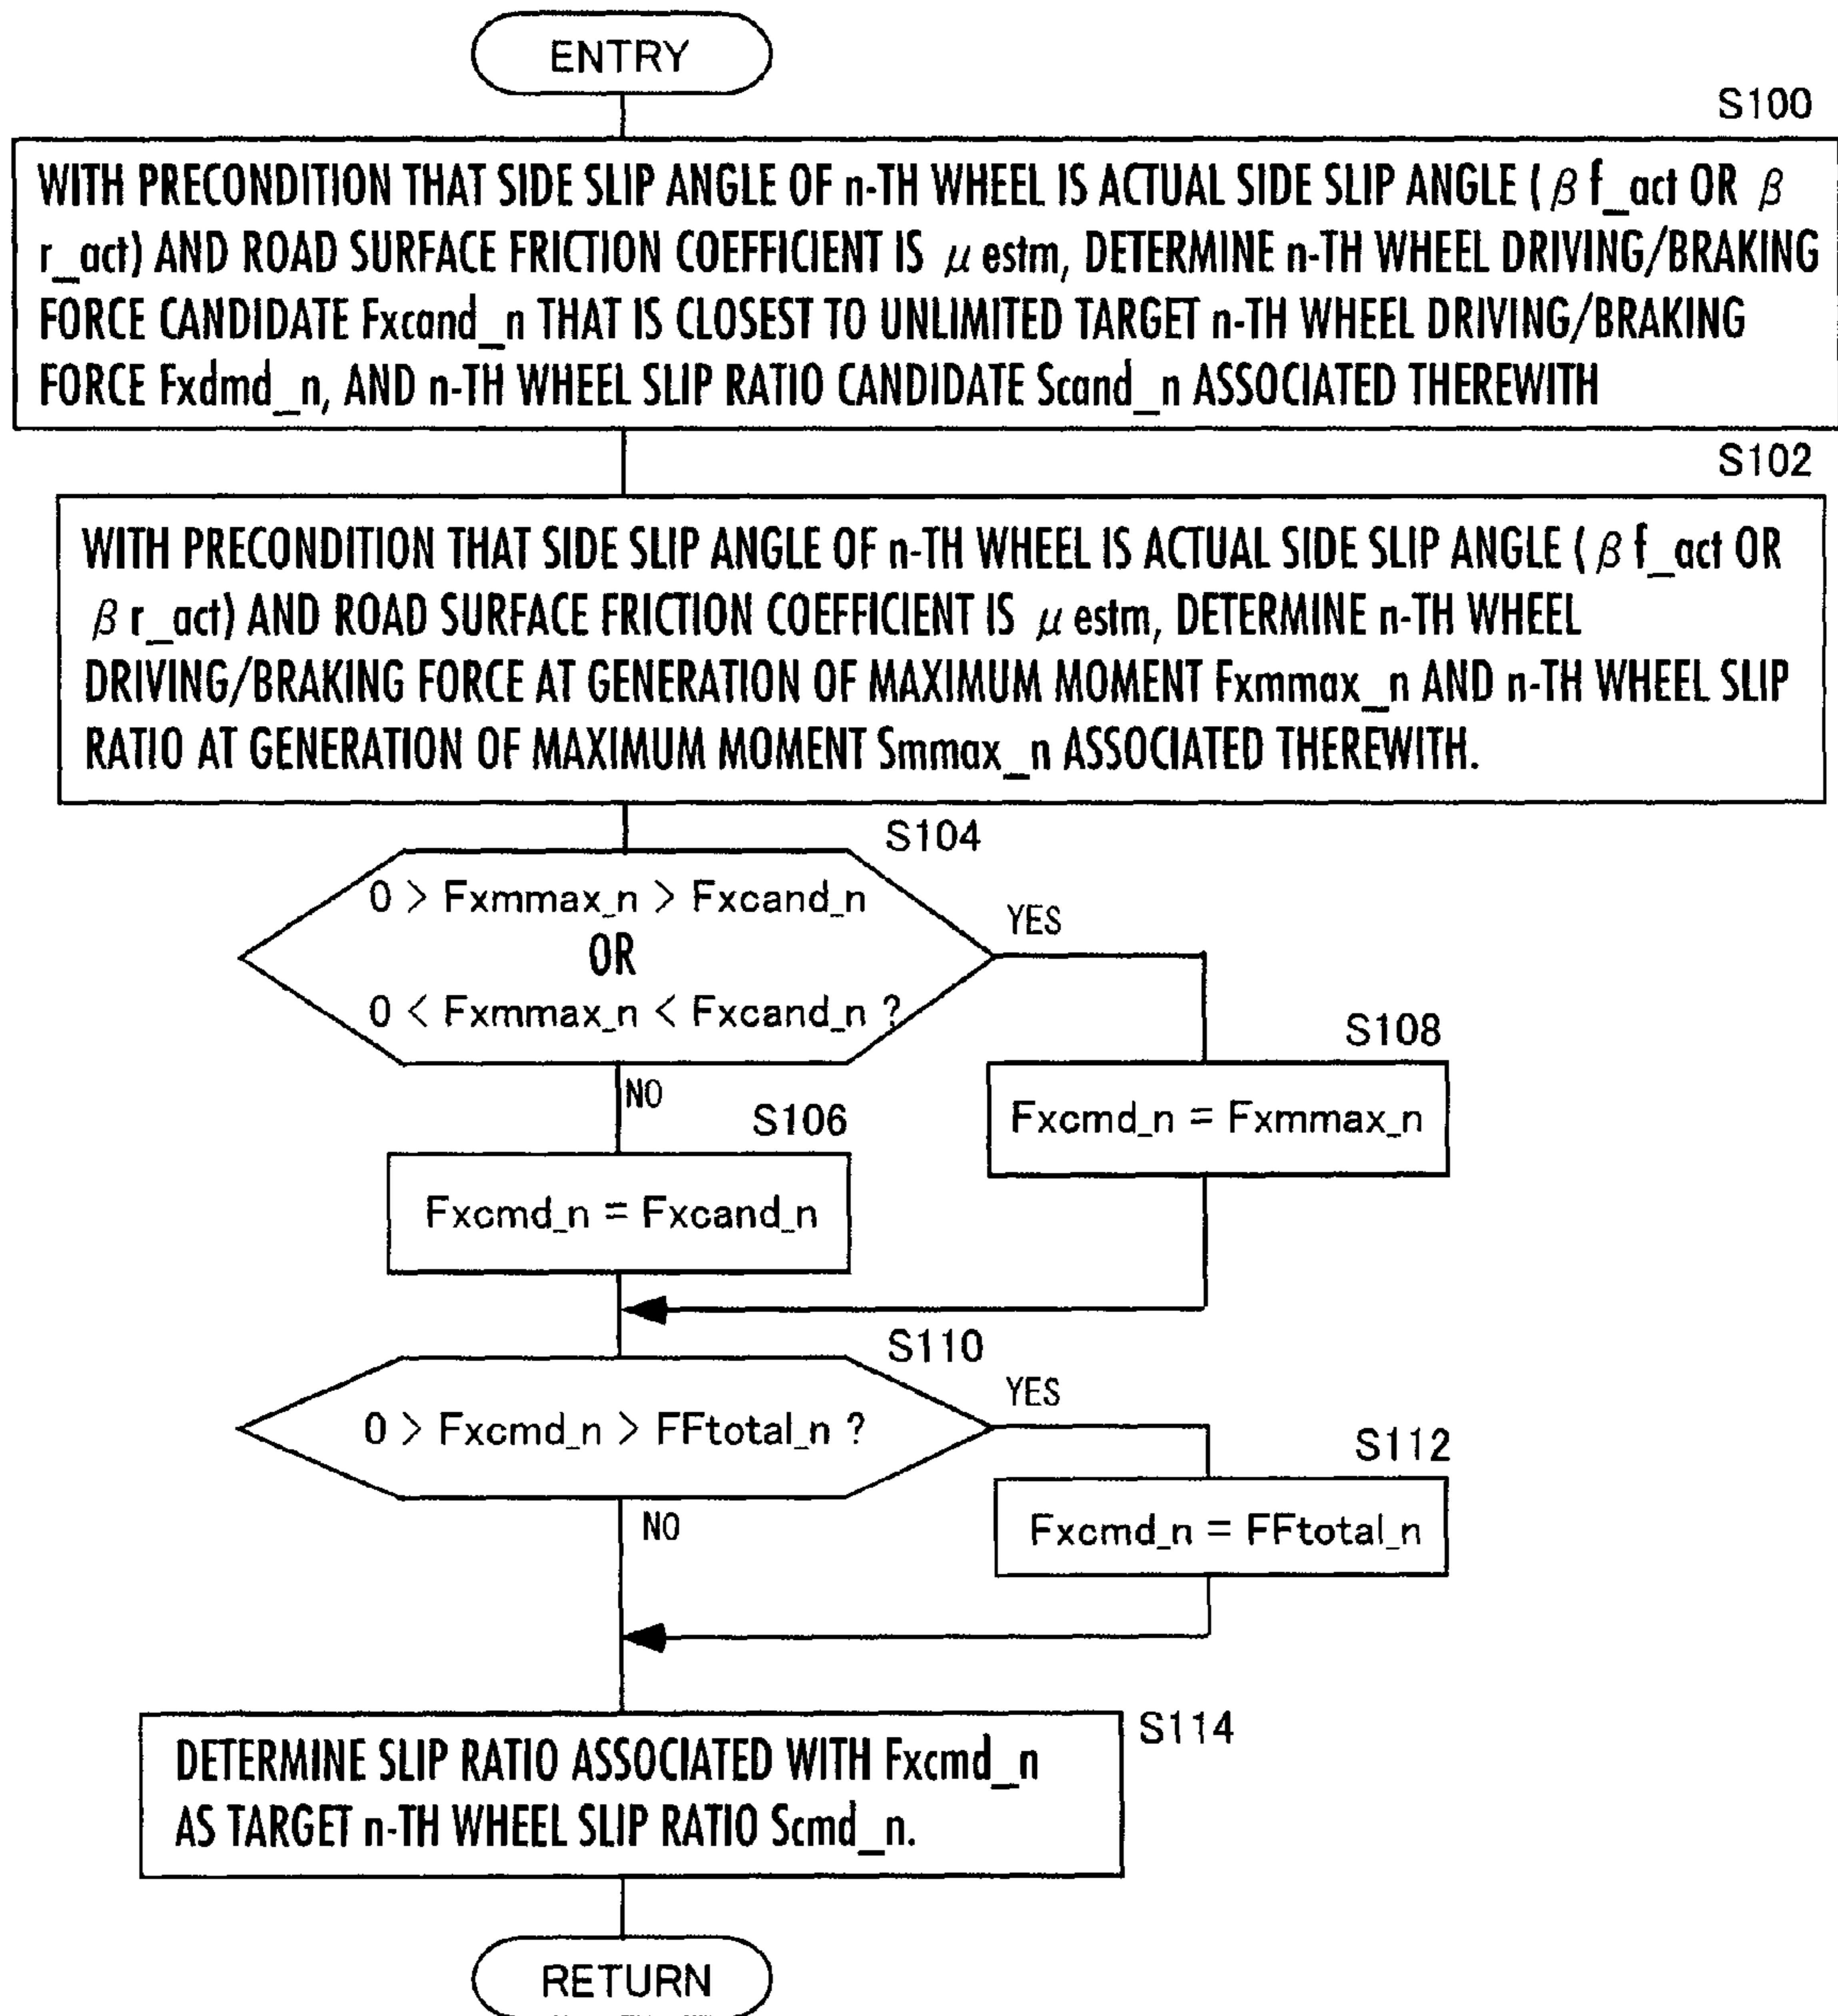 ENTRY
S100
WITH PRECONDITION THAT SIDE SLIP ANGLE OF n-TH WHEEL IS ACTUAL SIDE SLIP ANGLE ( β f_act OR β
r_act) AND ROAD SURFACE FRICTION COEFFICIENT IS μ estm, DETERMINE n-TH WHEEL DRIVING/BRAKING
FORCE CANDIDATE Fxcand_n THAT IS CLOSEST TO UNLIMITED TARGET n-TH WHEEL DRIVING/BRAKING
FORCE Fxdmd_n, AND n-TH WHEEL SLIP RATIO CANDIDATE Scand_n ASSOCIATED THEREWITH
S102
WITH PRECONDITION THAT SIDE SLIP ANGLE OF n-TH WHEEL IS ACTUAL SIDE SLIP ANGLE ( β f_act OR
β r_act) AND ROAD SURFACE FRICTION COEFFICIENT IS μ estm, DETERMINE n-TH WHEEL
DRIVING/BRAKING FORCE AT GENERATION OF MAXIMUM MOMENT Fxmmax_n AND n-TH WHEEL SLIP
RATIO AT GENERATION OF MAXIMUM MOMENT Smmax_n ASSOCIATED THEREWITH.
S104
0 > Fxmmax_n > Fxcand_n
OR
0 < Fxmmax_n < Fxcand_n ?
YES
NO
S108
Fxcmd_n = Fxmmax_n
S106
Fxcmd_n = Fxcand_n
S110
0 > Fxcmd_n > FFtotal_n ?
YES
NO
S112
Fxcmd_n = FFtotal_n
S114
DETERMINE SLIP RATIO ASSOCIATED WITH Fxcmd_n
AS TARGET n-TH WHEEL SLIP RATIO Scmd_n.
RETURN